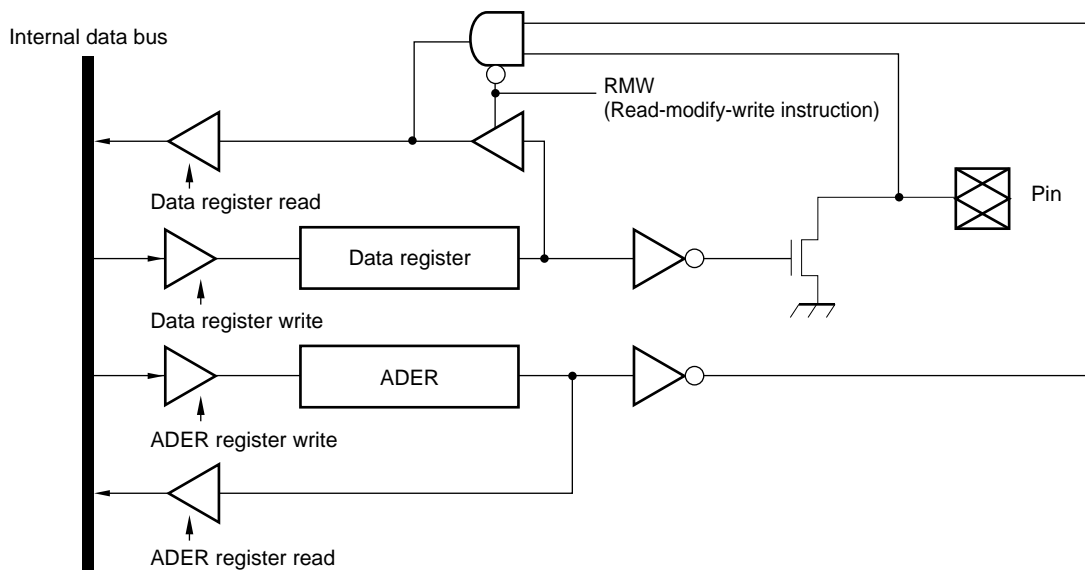 Internal data bus
RMW
(Read-modify-write instruction)
Data register read
Pin
Data register
Data register write
ADER
ADER register write
ADER register read